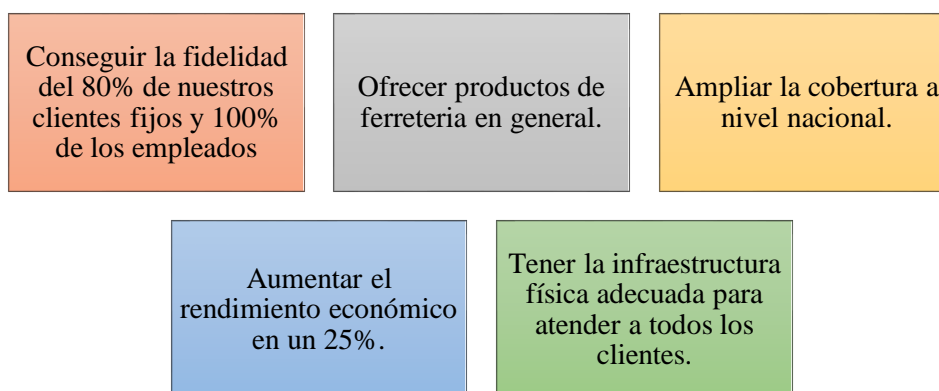 Conseguir la fidelidad
del 80% de nuestros
clientes fijos y 100%
de los empleados
Ofrecer productos de
ferreteria en general.
Ampliar la cobertura a
nivel nacional.
Aumentar el
rendimiento económico
en un 25%.
Tener la infraestructura
física adecuada para
atender a todos los
clientes.